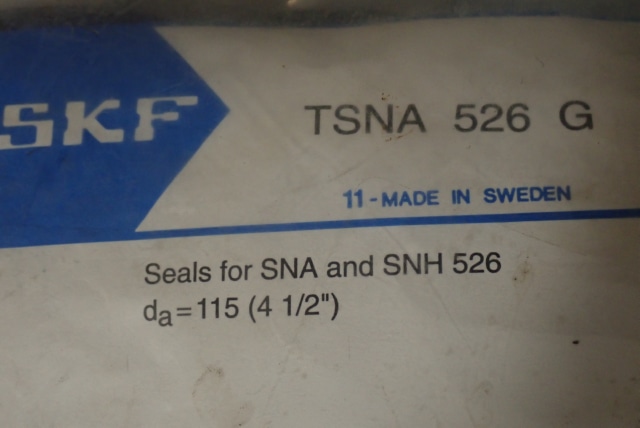 SKF
TSNA 526 G
11-MADE IN SWEDEN
Seals for SNA and SNH 526
da=115 (4 1/2")